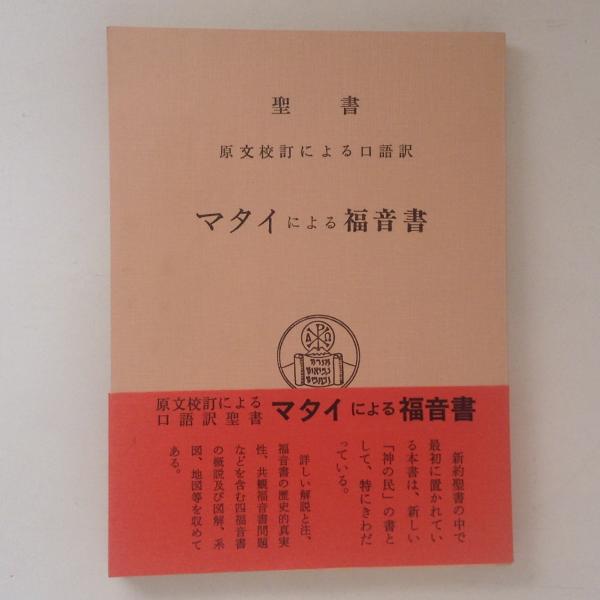 聖書
原文校訂による口語訳
マタイによる福音書
Α Ω
原文校訂による
口語訳聖書
マタイによる福音書
新約聖書の中で
最初に置かれてい
る本書は、新しい
「神の民」の書と
して、特にきわだ
っている。
詳しい解説と注、
福音書の歴史的真実
性、共観福音書問題
などを含む四福音書
の概説及び図解、系
図、地図等を収めて
ある。